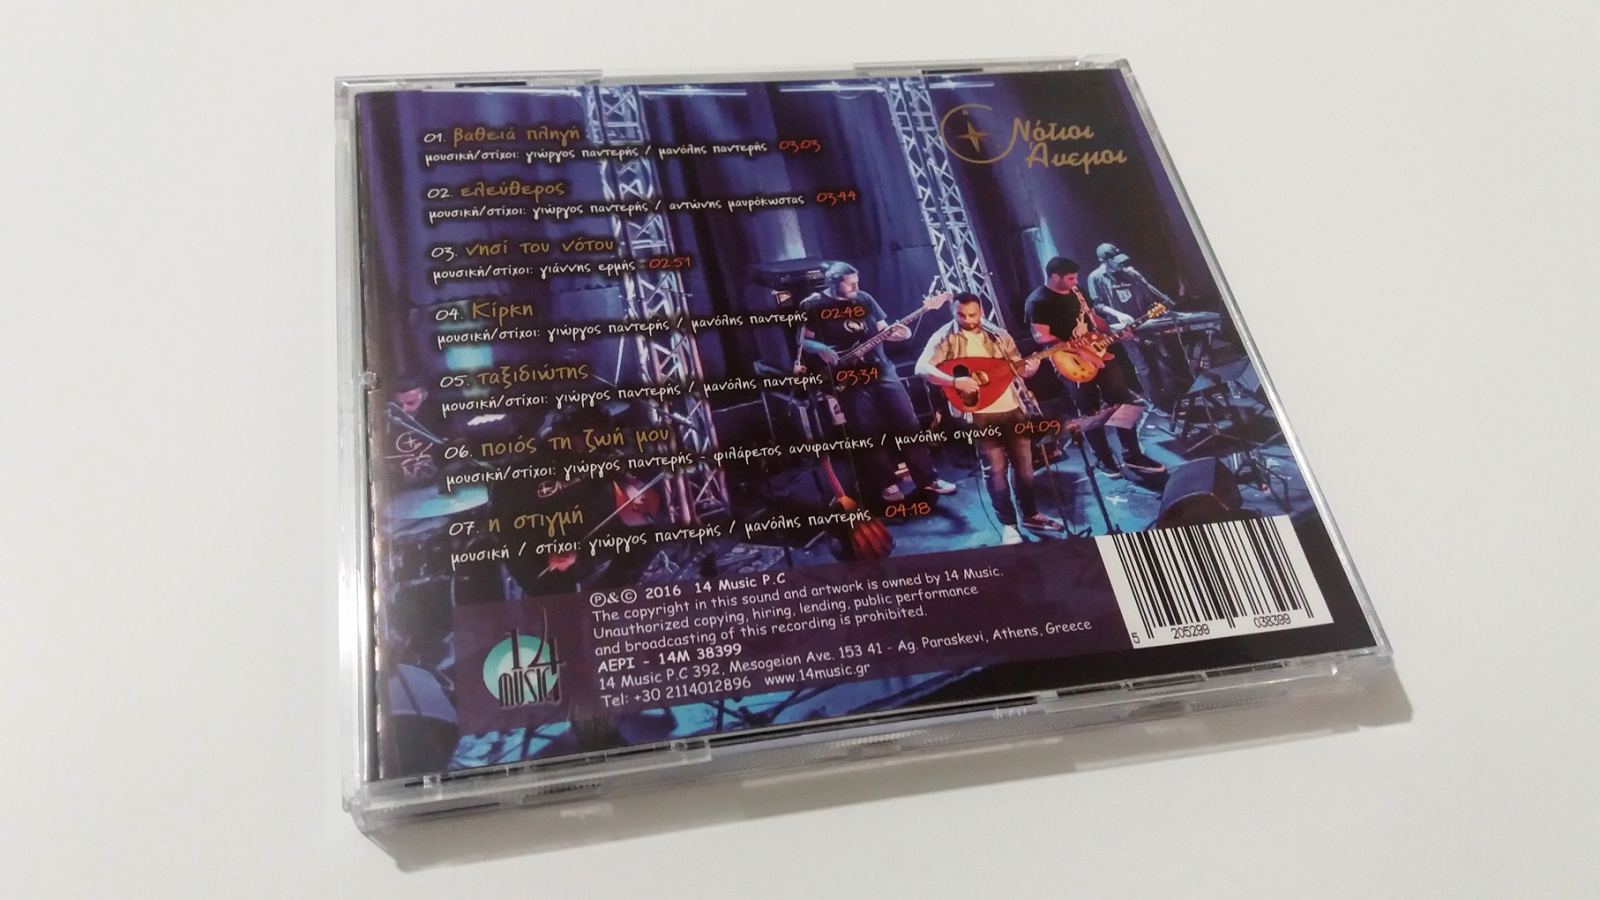 Νότιοι
Άνεμοι
01. βαθειά πληγή
μουσική/στίχοι: γιώργος παντερής / μανόλης παντερής 03:03
02. ελεύθερος
μουσική/στίχοι: γιώργος παντερής / αντώνης μαυρόκωστας 03:44
03. νησί του νότου
μουσική/στίχοι: γιάννης ερμής 02:51
04. Κίρκη
μουσική/στίχοι: γιώργος παντερής / μανόλης παντερής 02:48
05. ταξιδιώτης
μουσική/στίχοι: γιώργος παντερής / μανόλης παντερής 03:34
06. ποιός τη ζωή μου
μουσική/στίχοι: γιώργος παντερής - φιλάρετος ανυφαντάκης / μανόλης σιγανός 04:09
07. η στιγμή
μουσική / στίχοι: γιώργος παντερής / μανόλης παντερής 04:18
14
MUSIC
℗&© 2016 14 Music P.C
The copyright in this sound and artwork is owned by 14 Music.
Unauthorized copying, hiring, lending, public performance
and broadcasting of this recording is prohibited.
AEPI - 14M 38399
14 Music P.C 392, Mesogeion Ave. 153 41 - Ag. Paraskevi, Athens, Greece
Tel: +30 2114012896 www.14music.gr
5 205299 038399